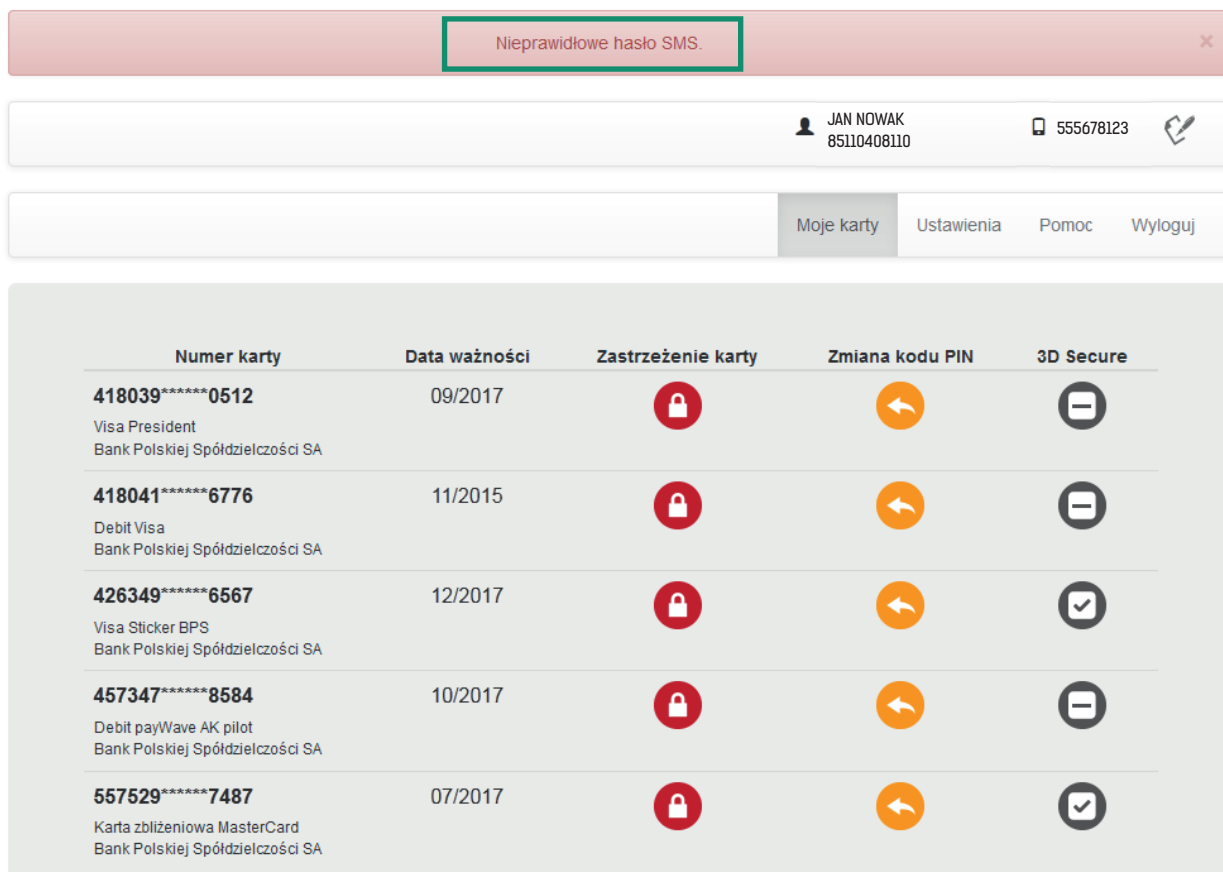 Nieprawidłowe hasło SMS.
×
JAN NOWAK
85110408110
555678123
Moje karty Ustawienia Pomoc Wyloguj
Numer karty Data ważności Zastrzeżenie karty Zmiana kodu PIN 3D Secure
418039******0512 09/2017
Visa President
Bank Polskiej Spółdzielczości SA
418041******6776 11/2015
Debit Visa
Bank Polskiej Spółdzielczości SA
426349******6567 12/2017
Visa Sticker BPS
Bank Polskiej Spółdzielczości SA
457347******8584 10/2017
Debit payWave AK pilot
Bank Polskiej Spółdzielczości SA
557529******7487 07/2017
Karta zbliżeniowa MasterCard
Bank Polskiej Spółdzielczości SA